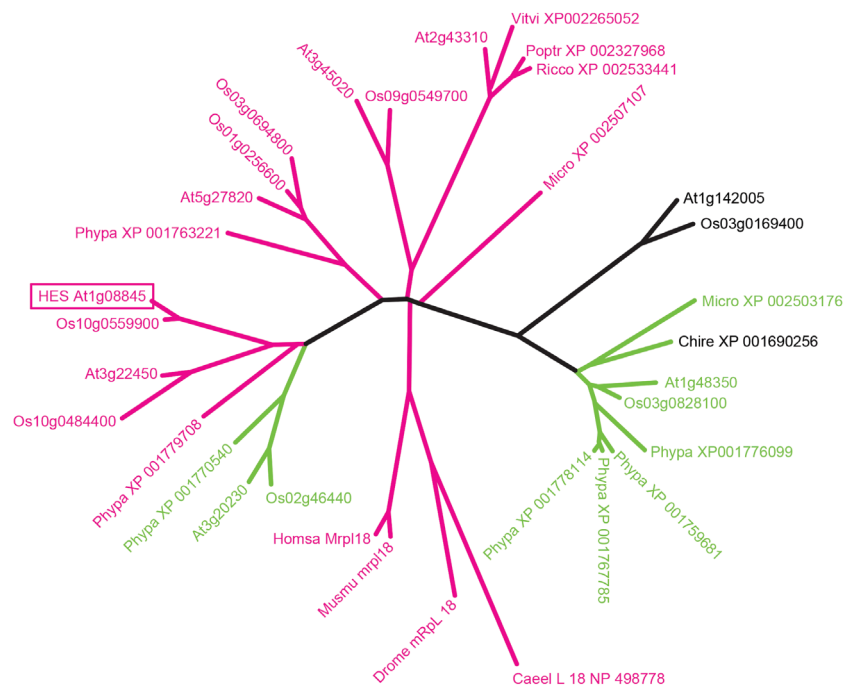 Vitvi XP002265052
At2g43310
Poptr XP 002327968
Ricco XP 002533441
At3g45020
Os09g0549700
Micro XP 002507107
Os03g0694800
Os01g0256600
At5g27820
Phypa XP 001763221
At1g142005
Os03g0169400
HES At1g08845
Os10g0559900
Micro XP 002503176
Chire XP 001690256
At3g22450
At1g48350
Os03g0828100
Os10g0484400
Phypa XP 001779708
Phypa XP001776099
Phypa XP 001770540
At3g20230
Os02g46440
Phypa XP 001778114
Phypa XP 001767785
Phypa XP 001759681
Homsa Mrpl18
Musmu mrpl18
Drome mRpL 18
Caeel L 18 NP 498778